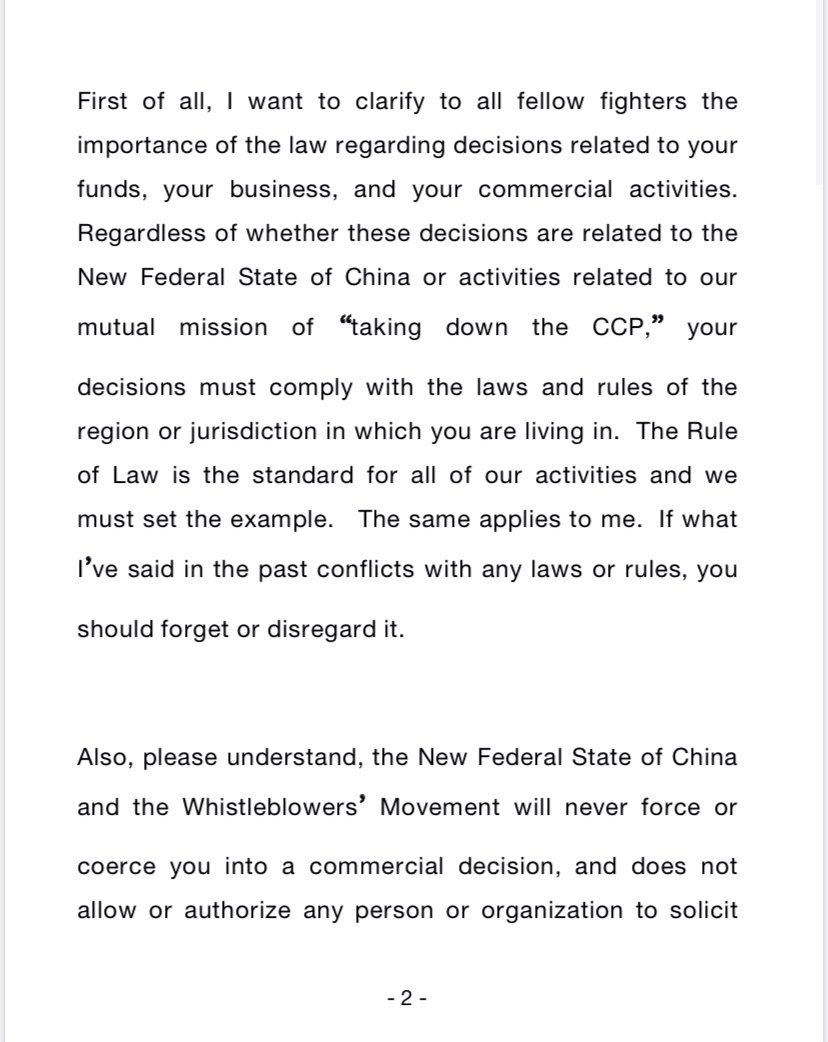 First of all, I want to clarify to all fellow fighters the
importance of the law regarding decisions related to your
funds, your business, and your commercial activities.
Regardless of whether these decisions are related to the
New Federal State of China or activities related to our
mutual mission of “taking down the CCP,” your
decisions must comply with the laws and rules of the
region or jurisdiction in which you are living in.  The Rule
of Law is the standard for all of our activities and we
must set the example.   The same applies to me.  If what
I’ve said in the past conflicts with any laws or rules, you
should forget or disregard it.
Also, please understand, the New Federal State of China
and the Whistleblowers’ Movement will never force or
coerce you into a commercial decision, and does not
allow or authorize any person or organization to solicit
- 2 -